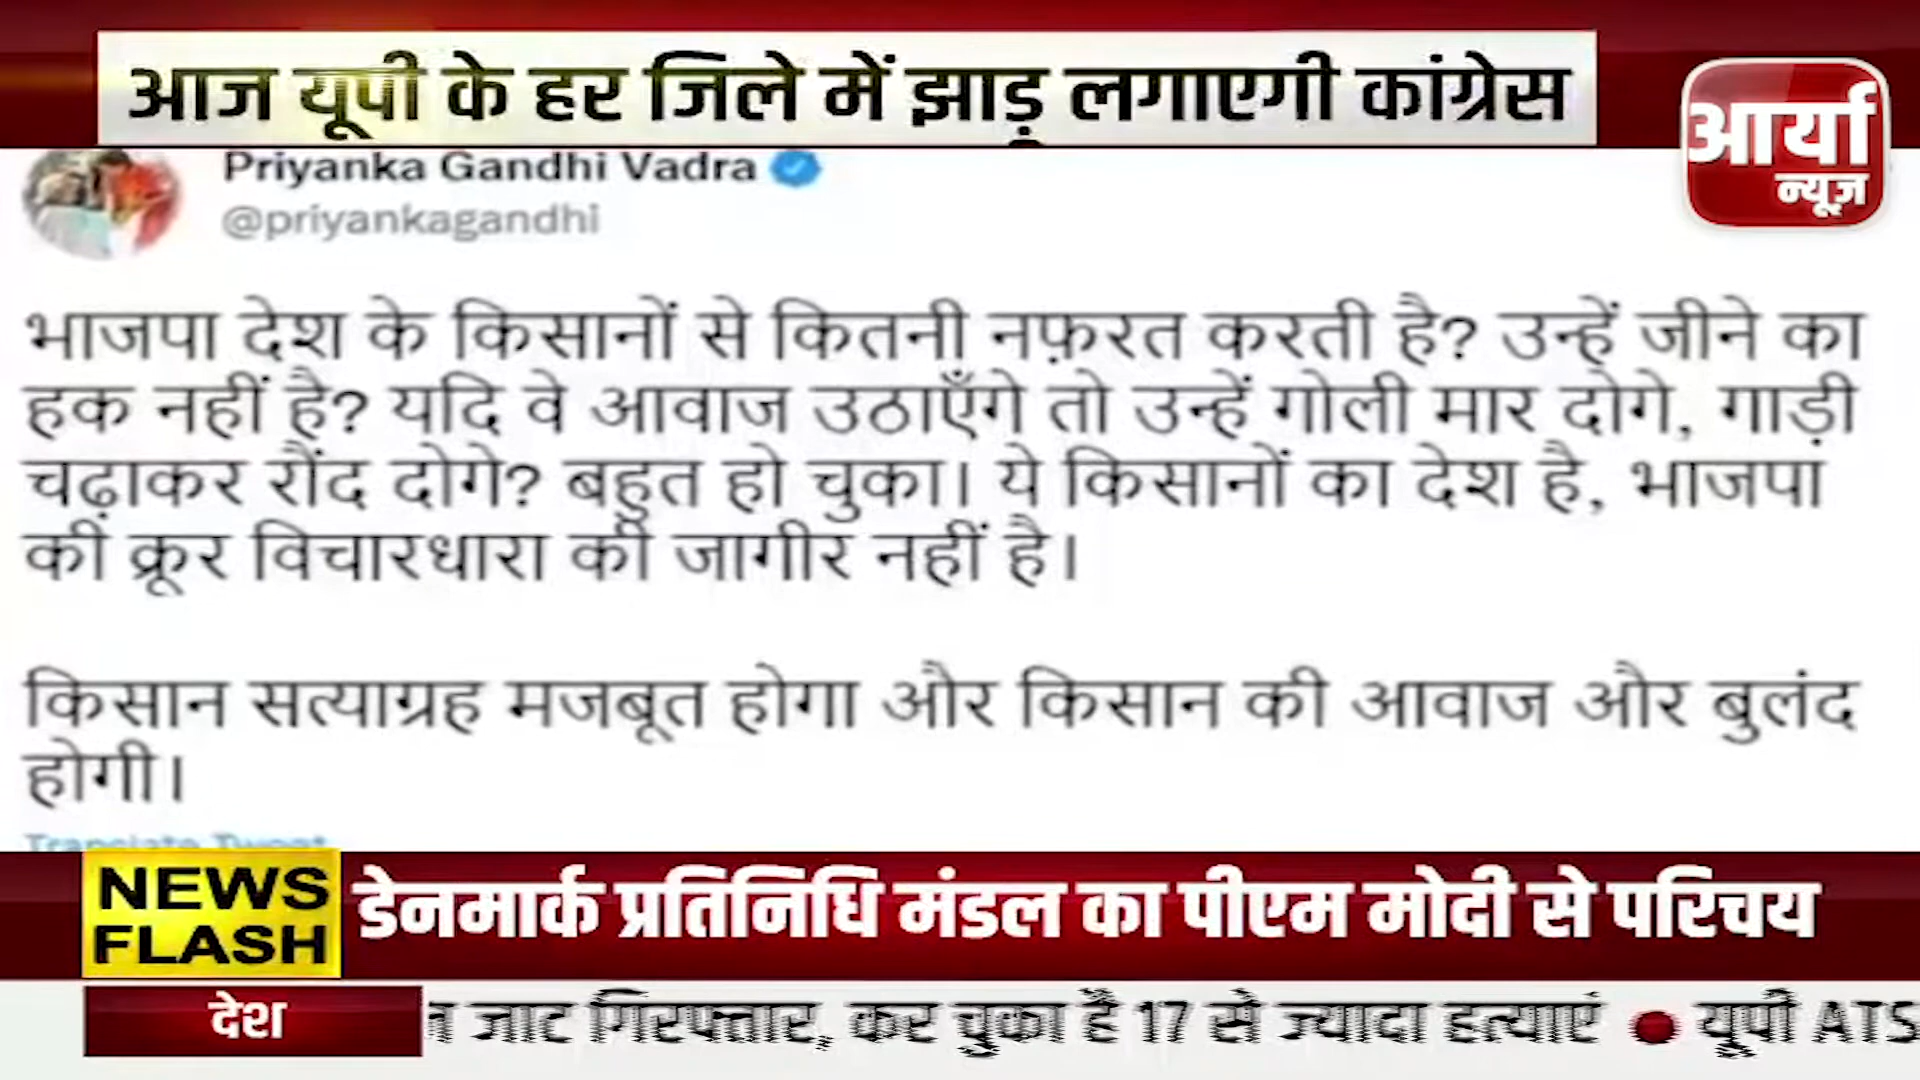 आज यूपी के हर जिले में झाड़ू लगाएगी कांग्रेस
आर्या
न्यूज़
Priyanka Gandhi Vadra
@priyankagandhi
भाजपा देश के किसानों से कितनी नफ़रत करती है? उन्हें जीने का
हक नहीं है? यदि वे आवाज उठाएँगे तो उन्हें गोली मार दोगे, गाड़ी
चढ़ाकर रौंद दोगे? बहुत हो चुका। ये किसानों का देश है, भाजपा
की क्रूर विचारधारा की जागीर नहीं है।
किसान सत्याग्रह मजबूत होगा और किसान की आवाज और बुलंद
होगी।
Translate Tweet
NEWS
FLASH
डेनमार्क प्रतिनिधि मंडल का पीएम मोदी से परिचय
देश
जाट गिरफ्तार, कर चुका है 17 से ज्यादा हत्याएं ● यूपी ATS